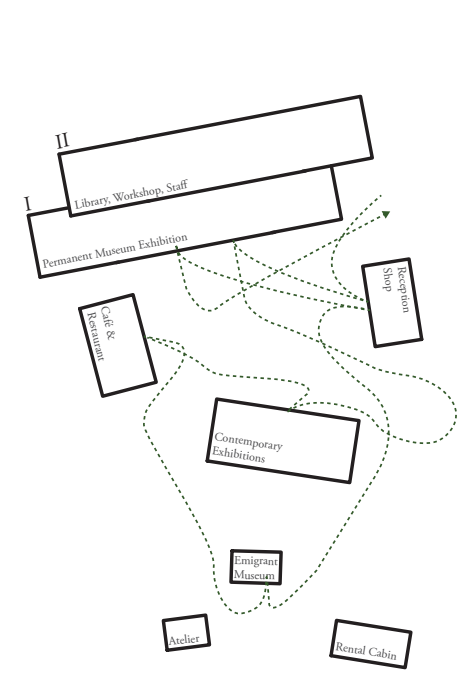 II
Library, Workshop, Staff
I
Permanent Museum Exhibition
Reception
Shop
Café &
Restaurant
Contemporary
Exhibitions
Emigrant
Museum
Atelier
Rental Cabin